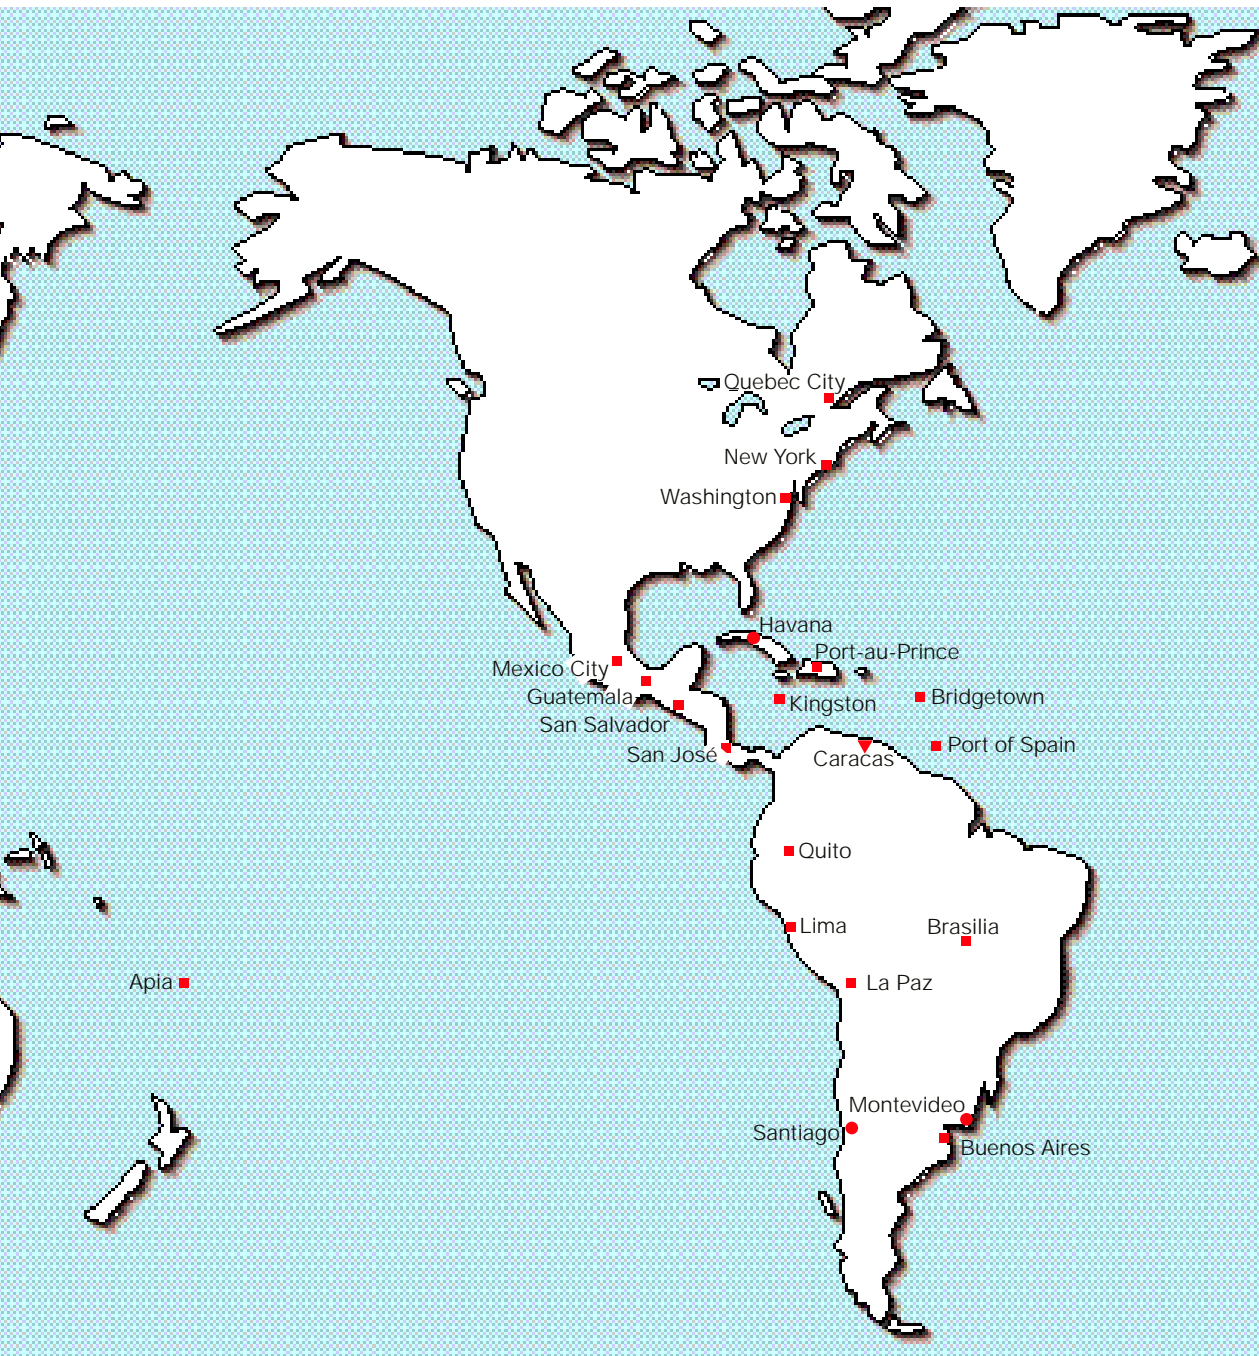 Quebec City
New York
Washington
Havana
Port-au-Prince
Mexico City
Guatemala
Kingston
Bridgetown
San Salvador
San José
Caracas
Port of Spain
Quito
Lima
Brasilia
Apia
La Paz
Montevideo
Santiago
Buenos Aires